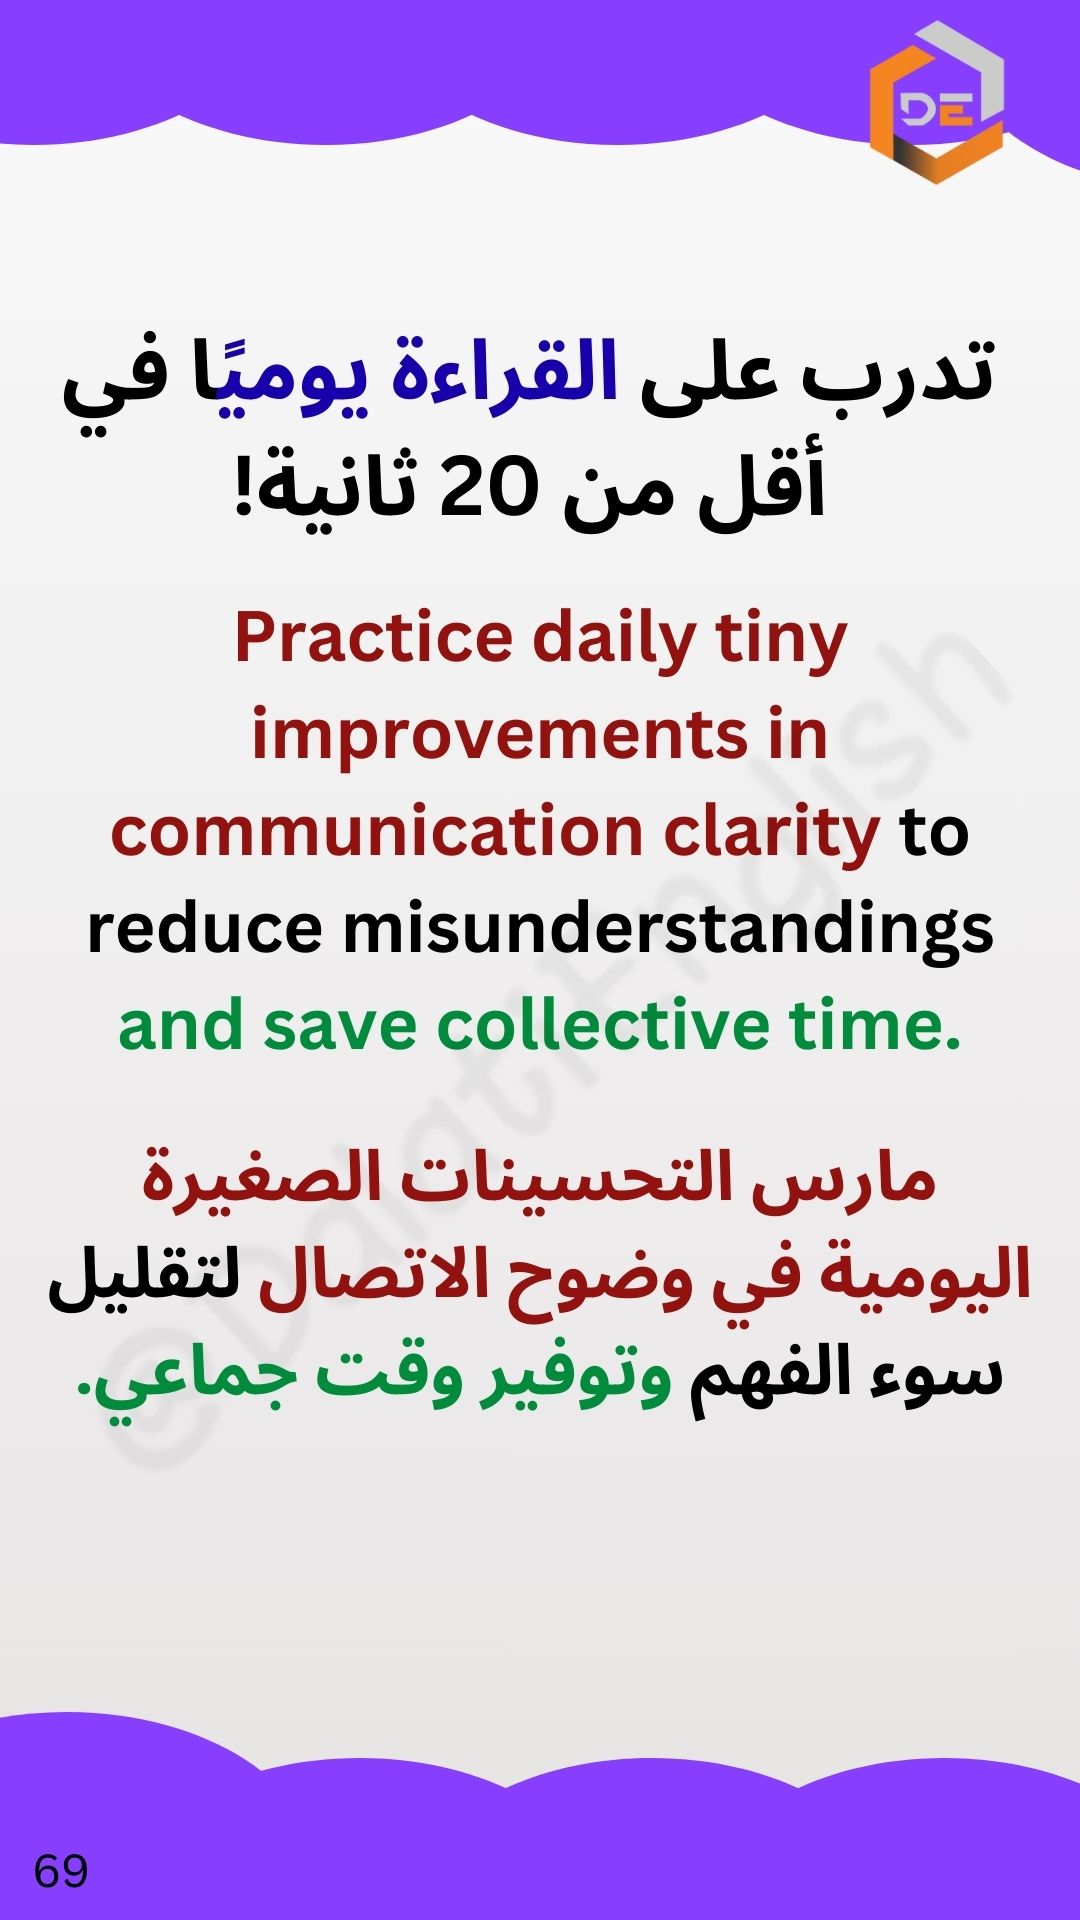 DE
تدرب على القراءة يوميًا في
أقل من 20 ثانية!
Practice daily tiny
improvements in
communication clarity to
reduce misunderstandings
and save collective time.
مارس التحسينات الصغيرة
اليومية في وضوح الاتصال لتقليل
سوء الفهم وتوفير وقت جماعي.
@DalatEnglish
69